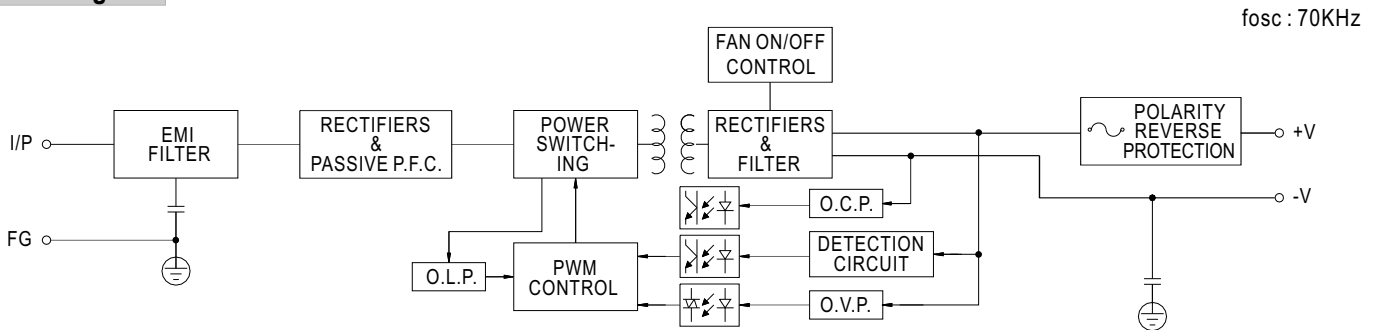 fosc : 70KHz
FAN ON/OFF
CONTROL
I/P
EMI
FILTER
RECTIFIERS
&
PASSIVE P.F.C.
POWER
SWITCH-
ING
RECTIFIERS
&
FILTER
POLARITY
REVERSE
PROTECTION
+V
-V
O.C.P.
FG
O.L.P.
PWM
CONTROL
DETECTION
CIRCUIT
O.V.P.